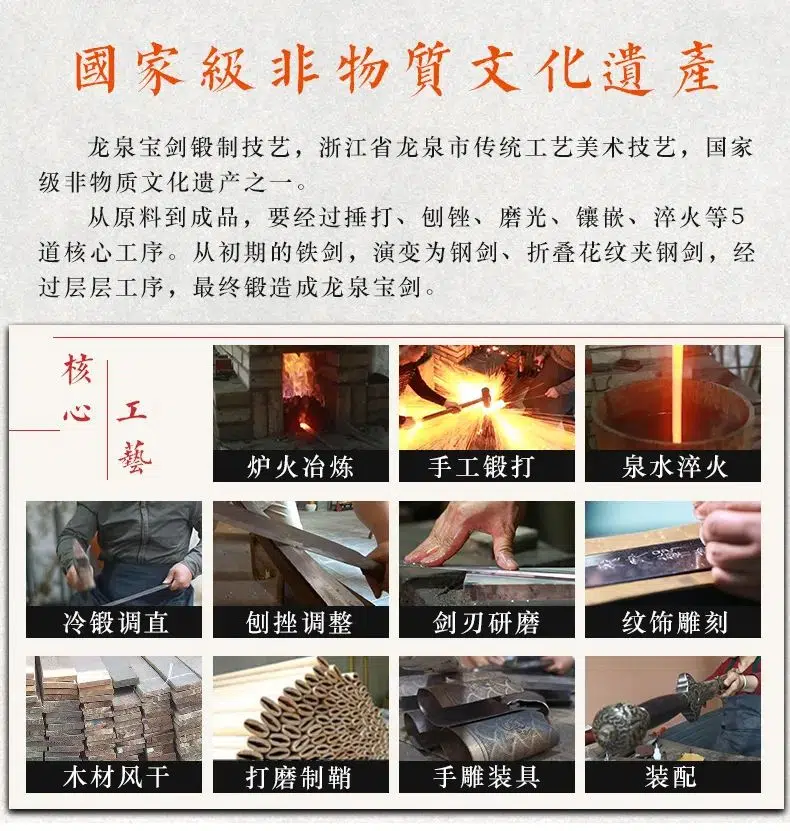 國家級非物質文化遺產
龙泉宝剑锻制技艺，浙江省龙泉市传统工艺美术技艺，国家
级非物质文化遗产之一。
从原料到成品，要经过捶打、刨锉、磨光、镶嵌、淬火等5
道核心工序。从初期的铁剑，演变为钢剑、折叠花纹夹钢剑，经
过层层工序，最终锻造成龙泉宝剑。
核心
工藝
炉火冶炼
手工锻打
泉水淬火
冷锻调直
刨挫调整
剑刃研磨
纹饰雕刻
木材风干
打磨制鞘
手雕装具
装配